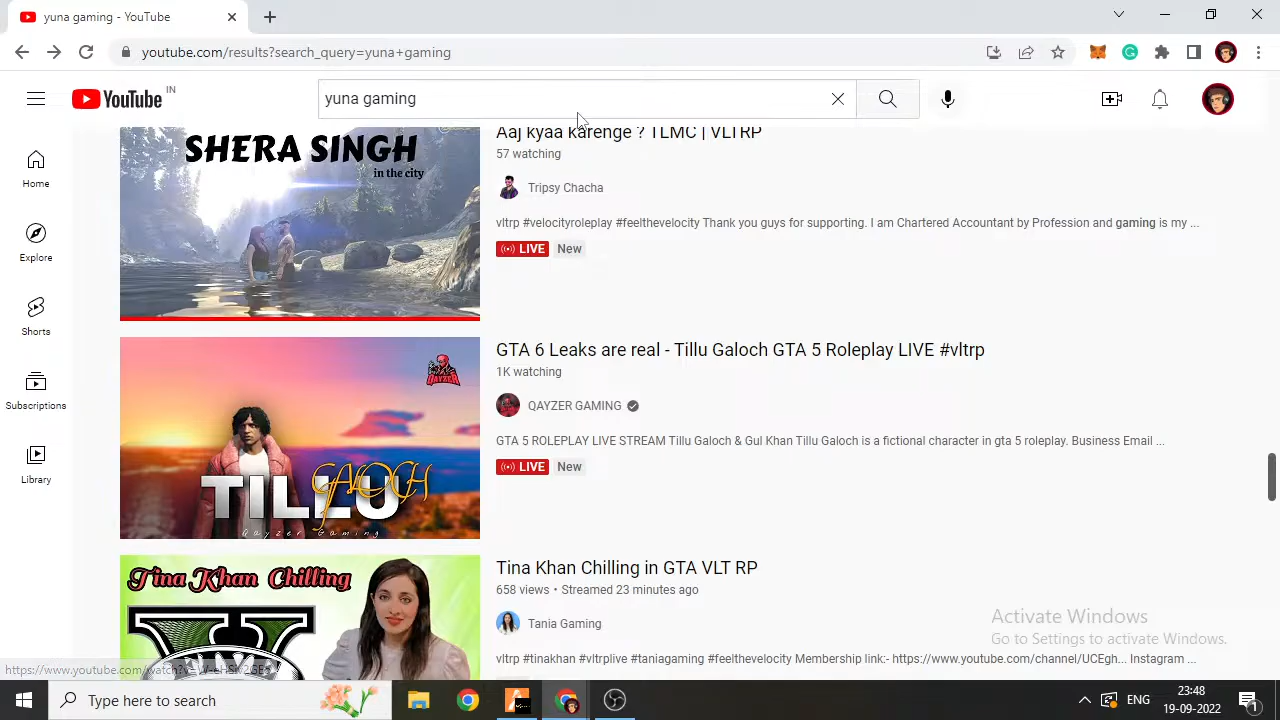 yuna gaming - YouTube
youtube.com/results?search_query=yuna+gaming
YouTube IN
yuna gaming
Aaj kyaa karenge ? TLMC | VLTRP
57 watching
SHERA SINGH
in the city
Tripsy Chacha
Home
vltrp #velocityroleplay #feelthevelocity Thank you guys for supporting. I am Chartered Accountant by Profession and gaming is my ...
LIVE New
Explore
Shorts
GTA 6 Leaks are real - Tillu Galoch GTA 5 Roleplay LIVE #vltrp
1K watching
QAYZER
Subscriptions
QAYZER GAMING
GTA 5 ROLEPLAY LIVE STREAM Tillu Galoch & Gul Khan Tillu Galoch is a fictional character in gta 5 roleplay. Business Email ...
LIVE New
Library
TILLU
GALOCH
Qayzer Gaming
Tina Khan Chilling in GTA VLT RP
Tina Khan Chilling
658 views • Streamed 23 minutes ago
Tania Gaming
Activate Windows
Go to Settings to activate Windows.
vltrp #tinakhan #vltrplive #taniagaming #feelthevelocity Membership link:- https://www.youtube.com/channel/UCEgh... Instagram ...
V
Type here to search
ENG
23:48
19-09-2022
1